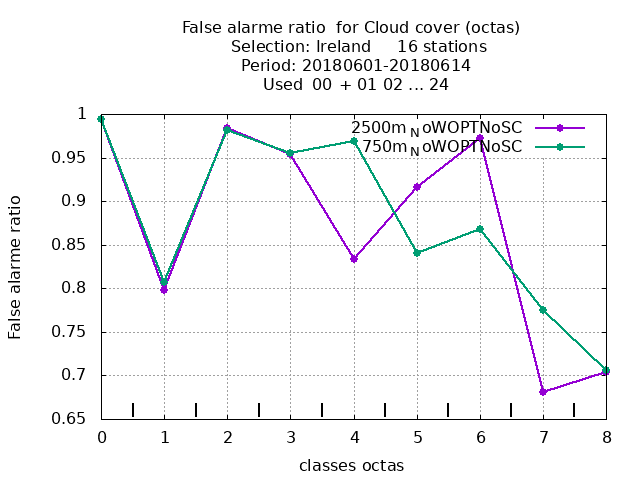 False alarme ratio  for Cloud cover (octas)
Selection: Ireland     16 stations
Period: 20180601-20180614
Used  00 + 01 02 ... 24
2500m_NoWOPTNoSC
750m_NoWOPTNoSC
False alarme ratio
1
0.95
0.9
0.85
0.8
0.75
0.7
0.65
0 1 2 3 4 5 6 7 8
classes octas